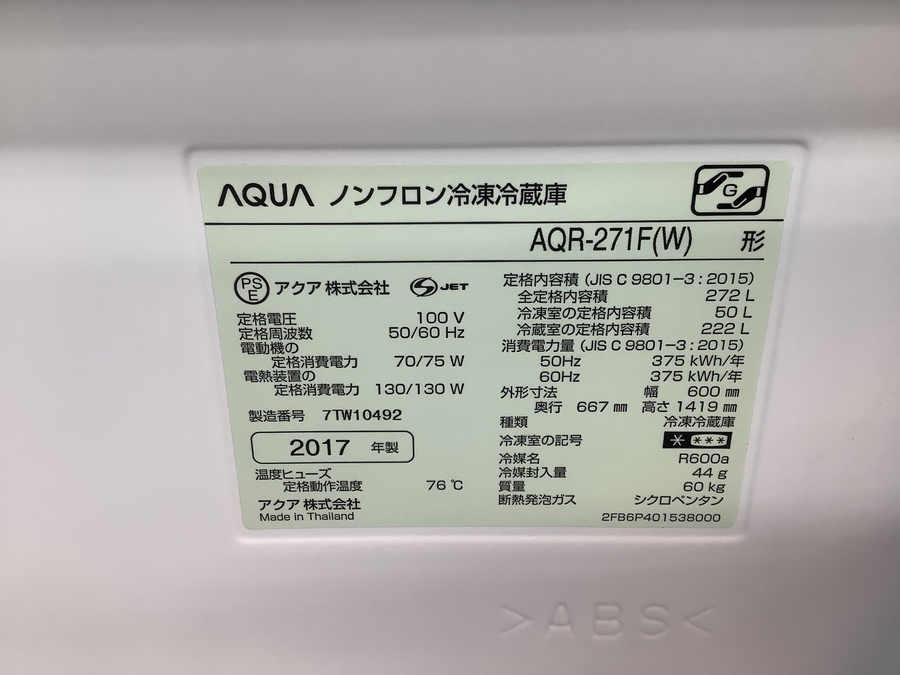 AQUA ノンフロン冷凍冷蔵庫
G
AQR-271F(W) 形
PSE アクア 株式会社 S JET
定格電圧 100 V
定格周波数 50/60 Hz
電動機の
定格消費電力 70/75 W
電熱装置の
定格消費電力 130/130 W
製造番号 7TW10492
2017 年製
温度ヒューズ
定格動作温度 76 ℃
アクア 株式会社
Made in Thailand
定格内容積 (JIS C 9801-3 : 2015)
全定格内容積 272 L
冷凍室の定格内容積 50 L
冷蔵室の定格内容積 222 L
消費電力量 (JIS C 9801-3 : 2015)
50Hz 375 kWh/年
60Hz 375 kWh/年
外形寸法 幅 600 ㎜
奥行 667 ㎜ 高さ 1419 ㎜
種類 冷凍冷蔵庫
冷凍室の記号 * ***
冷媒名 R600a
冷媒封入量 44 g
質量 60 kg
断熱発泡ガス シクロペンタン
2FB6P401538000
>ABS<